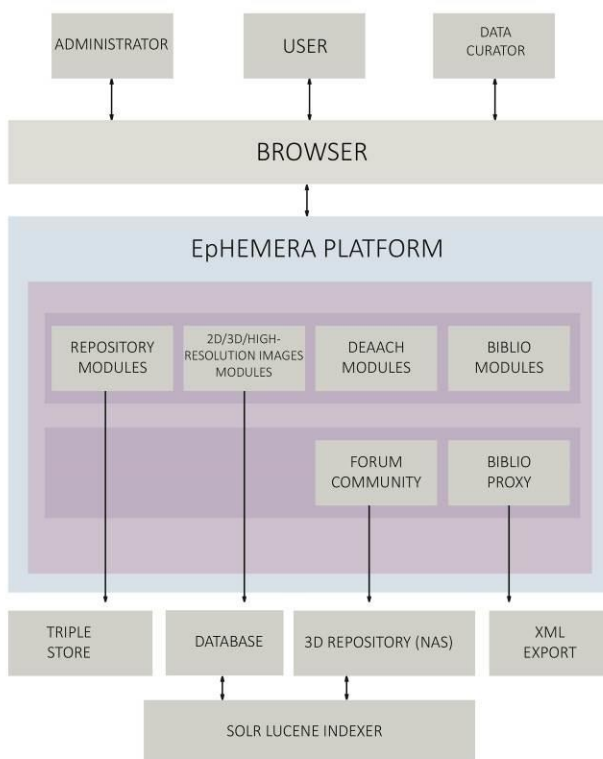 ADMINISTRATOR
USER
DATA
CURATOR
BROWSER
EpHEMERA PLATFORM
REPOSITORY
MODULES
2D/3D/HIGH-
RESOLUTION IMAGES
MODULES
DEAACH
MODULES
BIBLIO
MODULES
FORUM
COMMUNITY
BIBLIO
PROXY
TRIPLE
STORE
DATABASE
3D REPOSITORY (NAS)
XML
EXPORT
SOLR LUCENE INDEXER